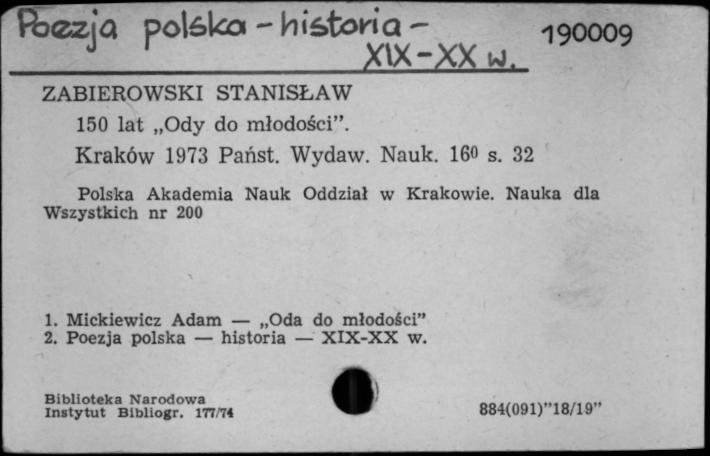 Poezja polska - historia -
XIX-XX w.
190009
ZABIEROWSKI STANISŁAW
150 lat „Ody do młodości”.
Kraków 1973 Państ. Wydaw. Nauk. 16⁰ s. 32
Polska Akademia Nauk Oddział w Krakowie. Nauka dla
Wszystkich nr 200
1. Mickiewicz Adam — „Oda do młodości”
2. Poezja polska — historia — XIX-XX w.
Biblioteka Narodowa
Instytut Bibliogr. 177/74
884(091)”18/19”